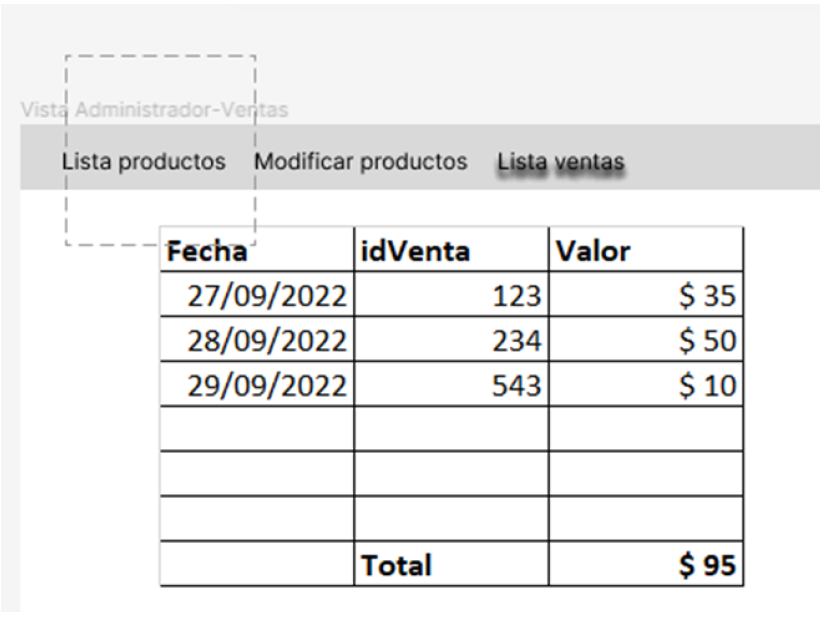 Vista Administrador-Ventas
Lista productos Modificar productos Lista ventas
Fecha idVenta Valor
27/09/2022 123 $ 35
28/09/2022 234 $ 50
29/09/2022 543 $ 10
Total $ 95